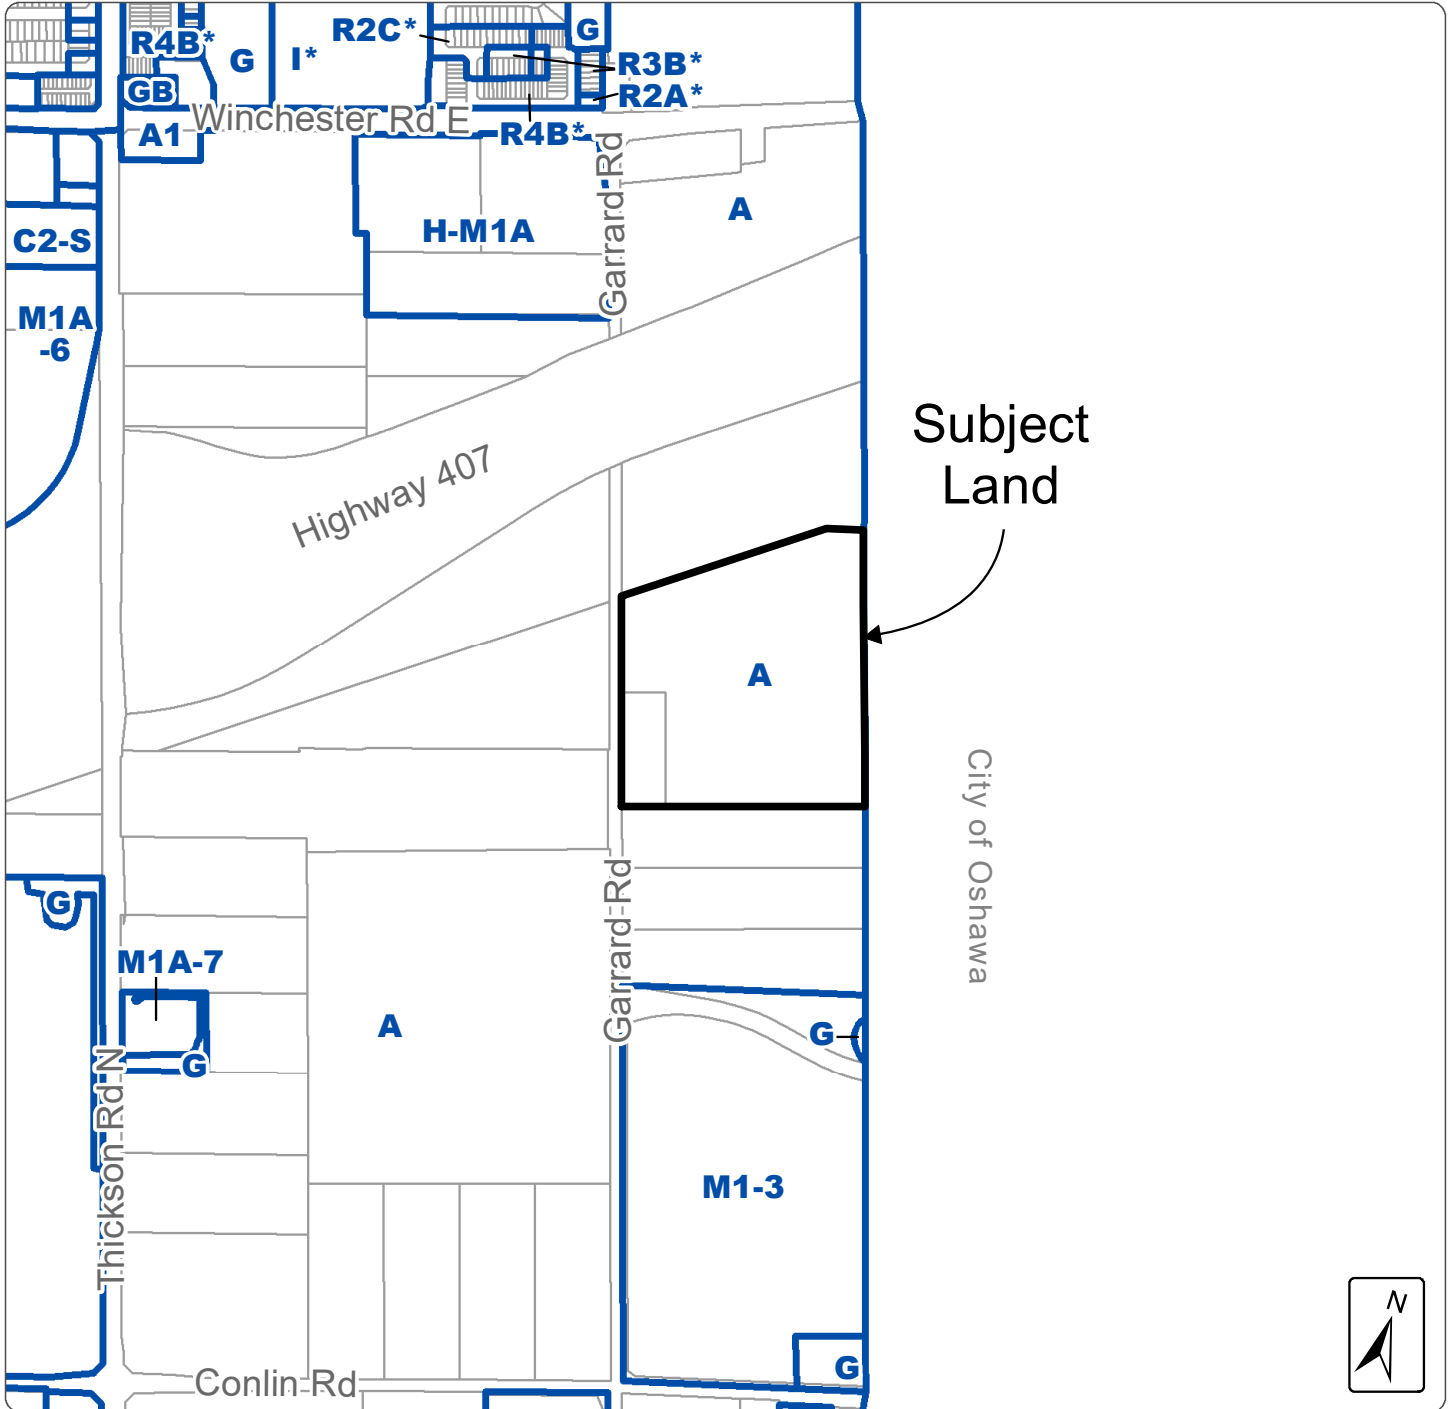 R2C*
G
R4B*
G
I*
R3B*
GB
R2A*
Winchester Rd E
A1
R4B*
Garrard Rd
A
H-M1A
C2-S
M1A
-6
Subject
Land
Highway 407
A
City of Oshawa
Garrard Rd
G
M1A-7
A
G
G
Thickson Rd N
M1-3
N
G
Conlin Rd